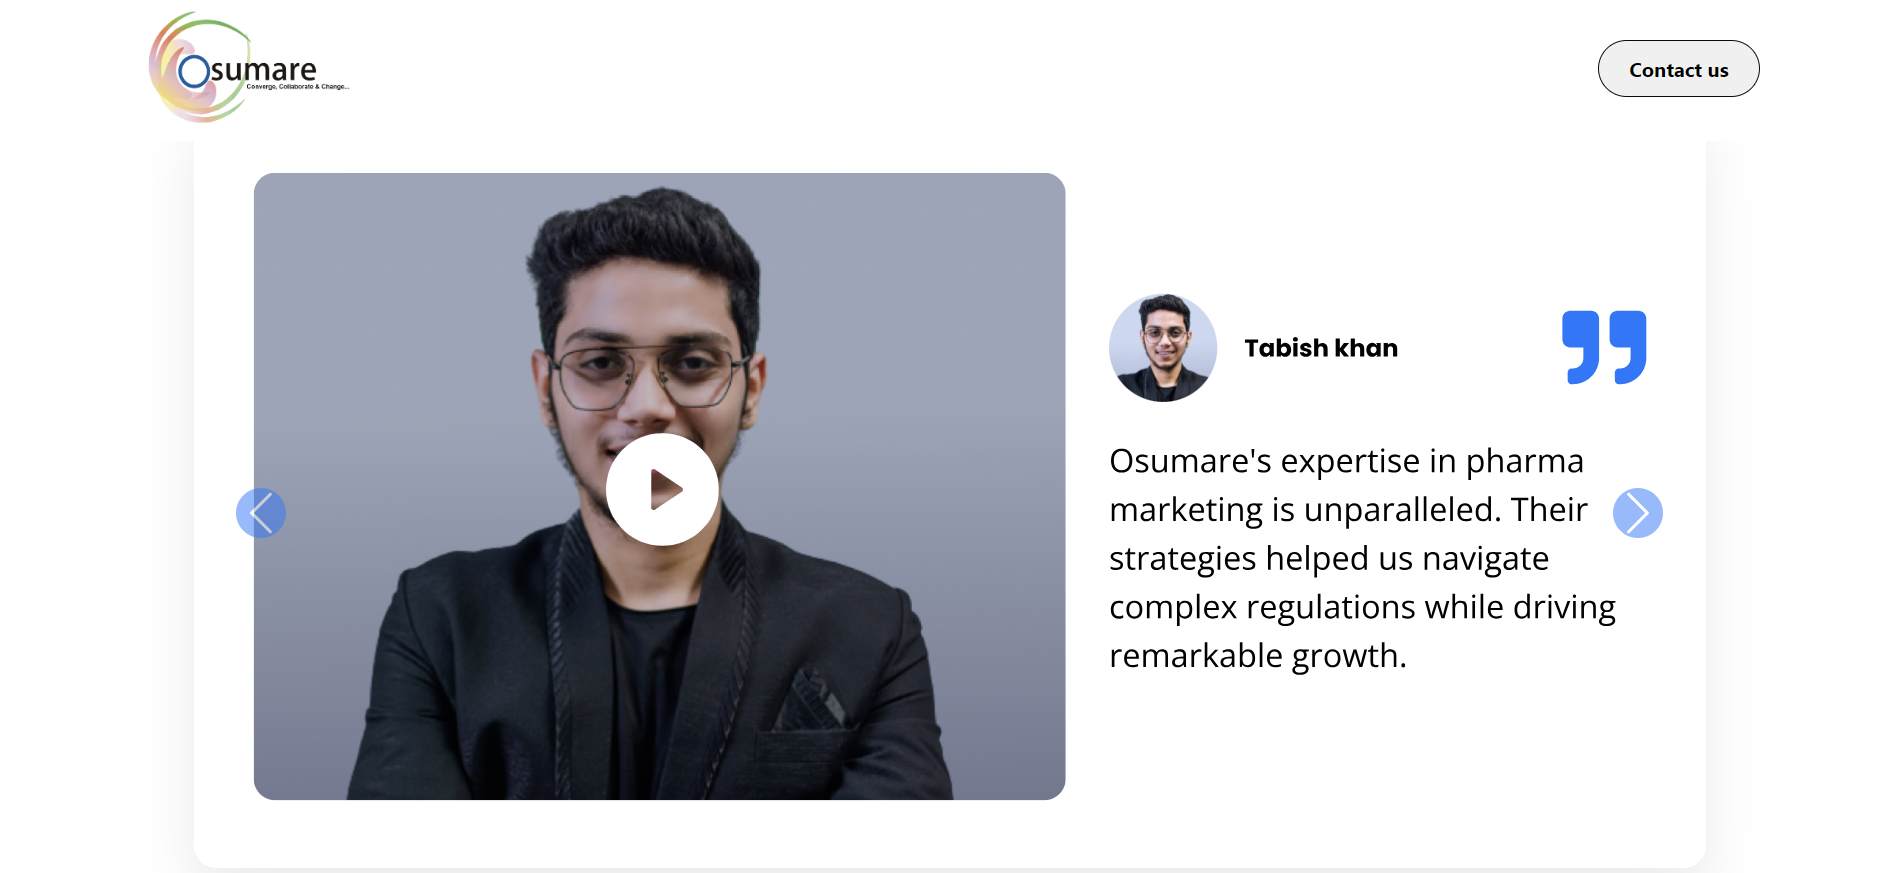 Osumare
Converge, Collaborate & Change...
Contact us
Tabish khan
Osumare's expertise in pharma
marketing is unparalleled. Their
strategies helped us navigate
complex regulations while driving
remarkable growth.